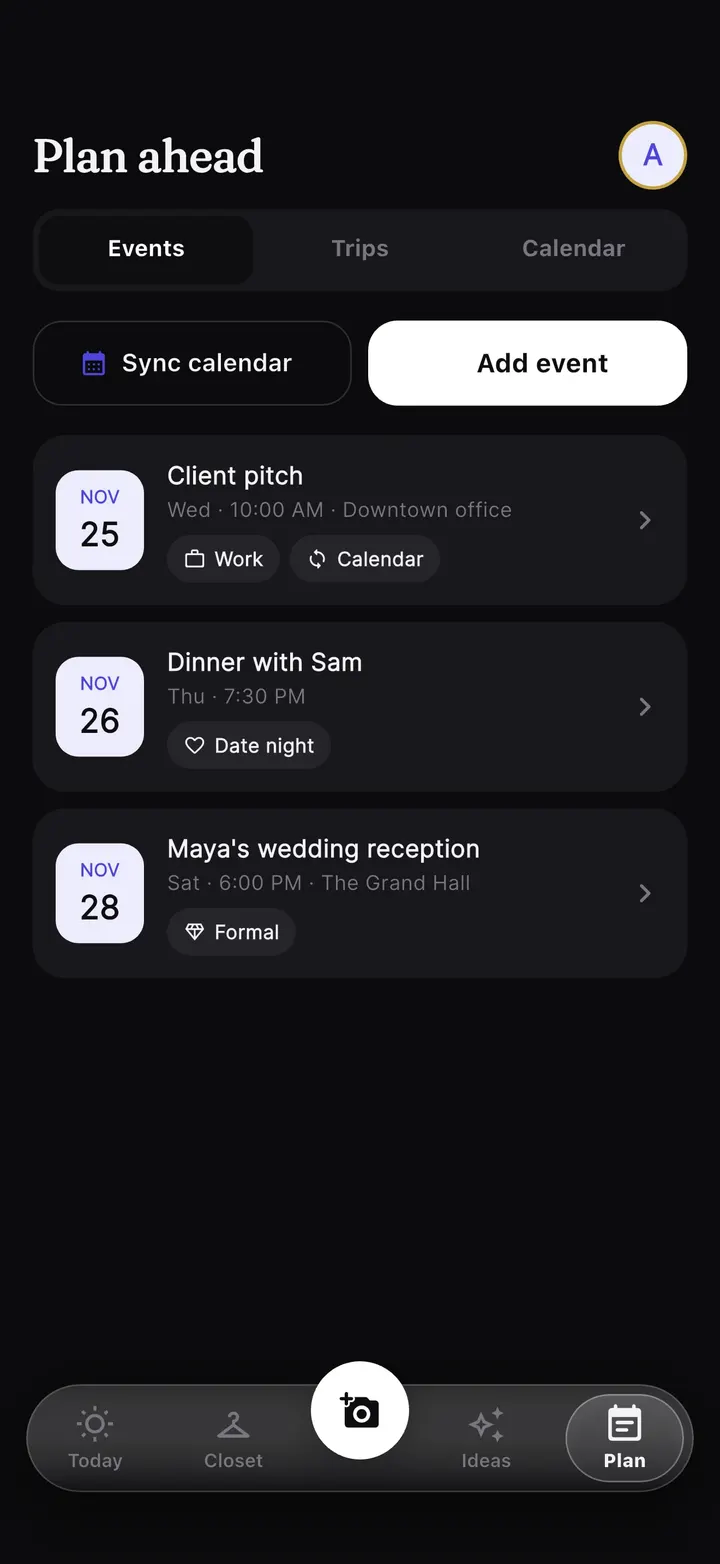 Plan ahead
A
Events
Trips
Calendar
Sync calendar
Add event
NOV
25
Client pitch
Wed · 10:00 AM · Downtown office
Work
Calendar
NOV
26
Dinner with Sam
Thu · 7:30 PM
Date night
NOV
28
Maya's wedding reception
Sat · 6:00 PM · The Grand Hall
Formal
Today
Closet
Ideas
Plan